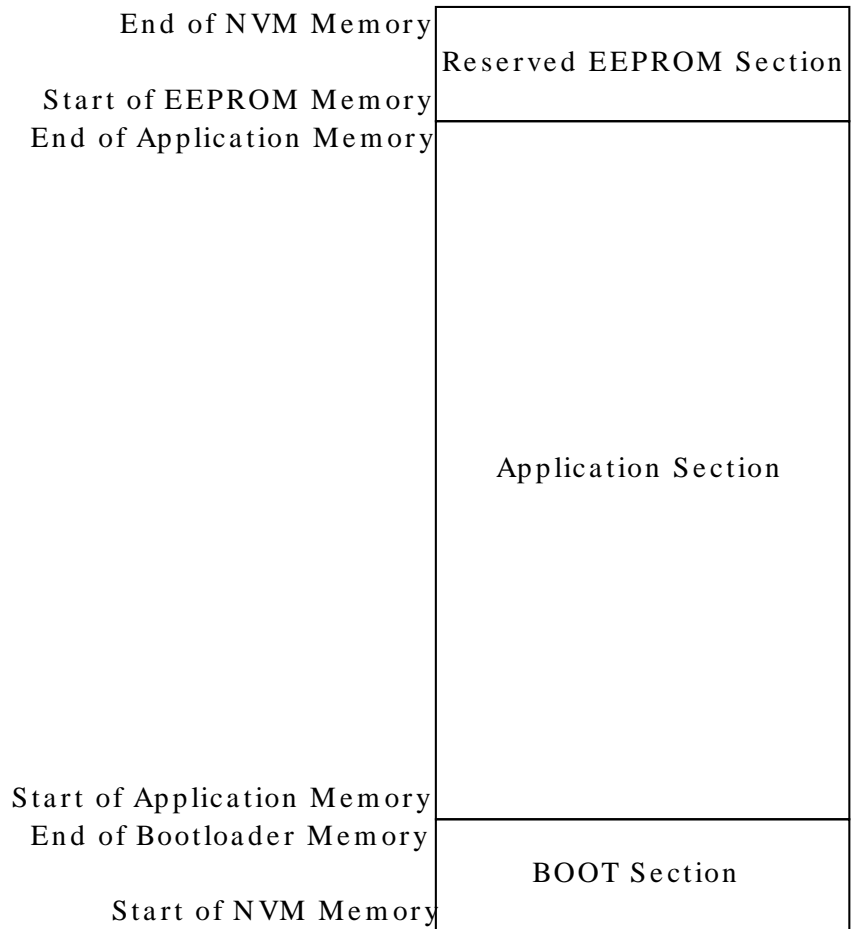 End of NVM Memory
Reserved EEPROM Section
Start of EEPROM Memory
End of Application Memory
Application Section
Start of Application Memory
End of Bootloader Memory
BOOT Section
Start of NVM Memory